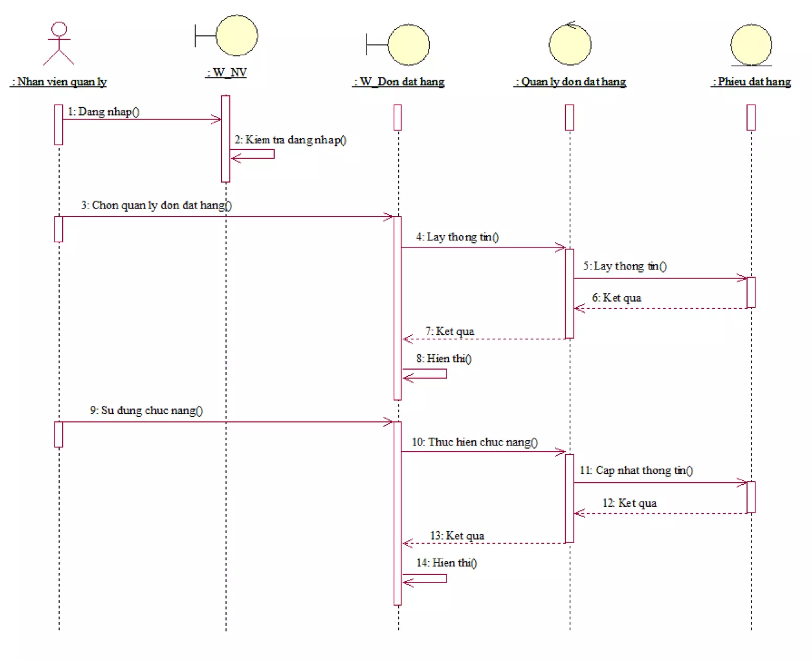 : Nhan vien quan ly
: W_NV
: W_Don dat hang
: Quan ly don dat hang
: Phieu dat hang
1: Dang nhap()
2: Kiem tra dang nhap()
3: Chon quan ly don dat hang()
4: Lay thong tin()
5: Lay thong tin()
6: Ket qua
7: Ket qua
8: Hien thi()
9: Su dung chuc nang()
10: Thuc hien chuc nang()
11: Cap nhat thong tin()
12: Ket qua
13: Ket qua
14: Hien thi()